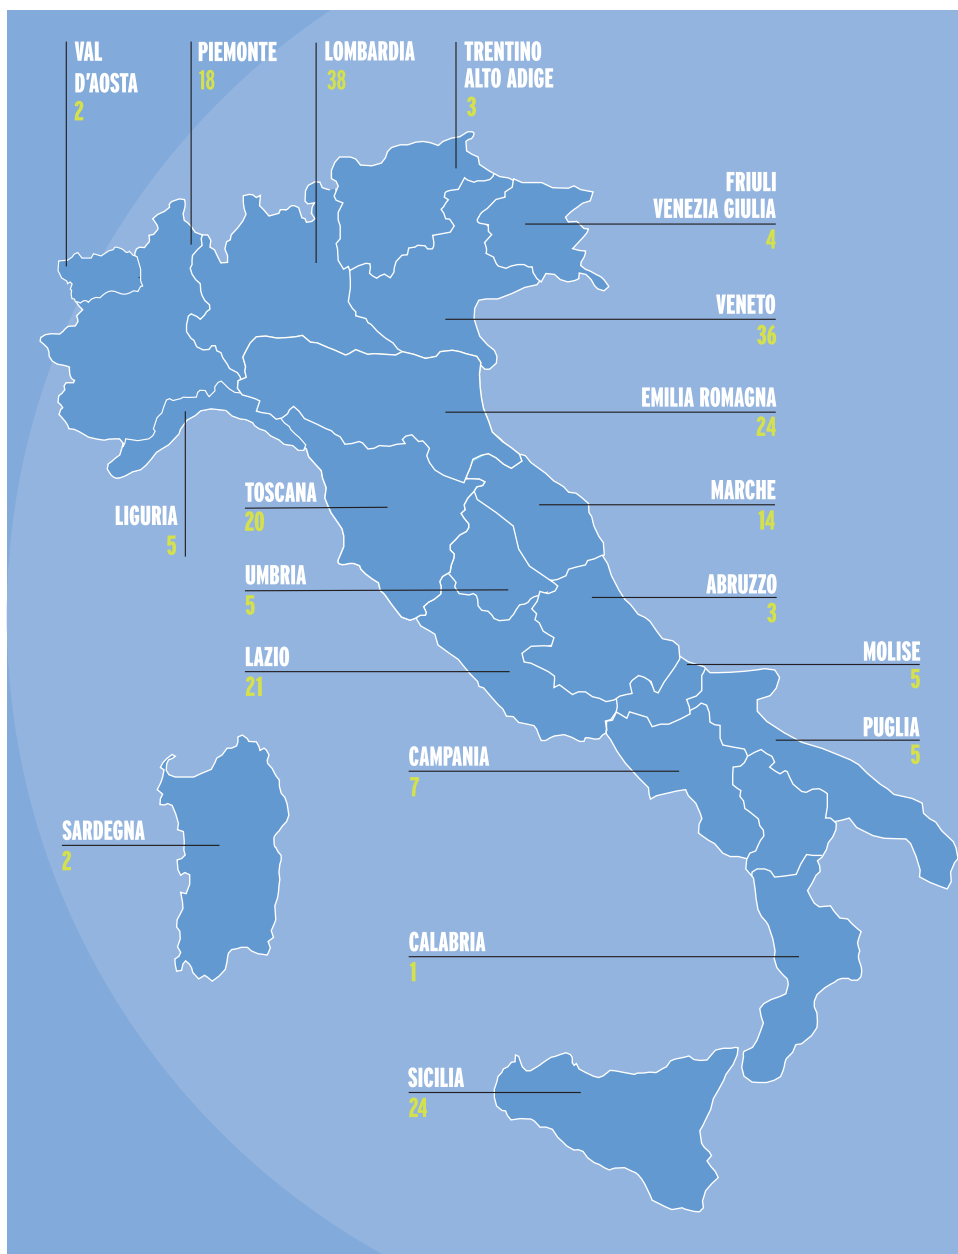 VAL
D'AOSTA
2
PIEMONTE
18
LOMBARDIA
38
TRENTINO
ALTO ADIGE
3
FRIULI
VENEZIA GIULIA
4
VENETO
36
EMILIA ROMAGNA
24
MARCHE
14
TOSCANA
20
LIGURIA
5
UMBRIA
5
ABRUZZO
3
LAZIO
21
MOLISE
5
PUGLIA
5
CAMPANIA
7
SARDEGNA
2
CALABRIA
1
SICILIA
24